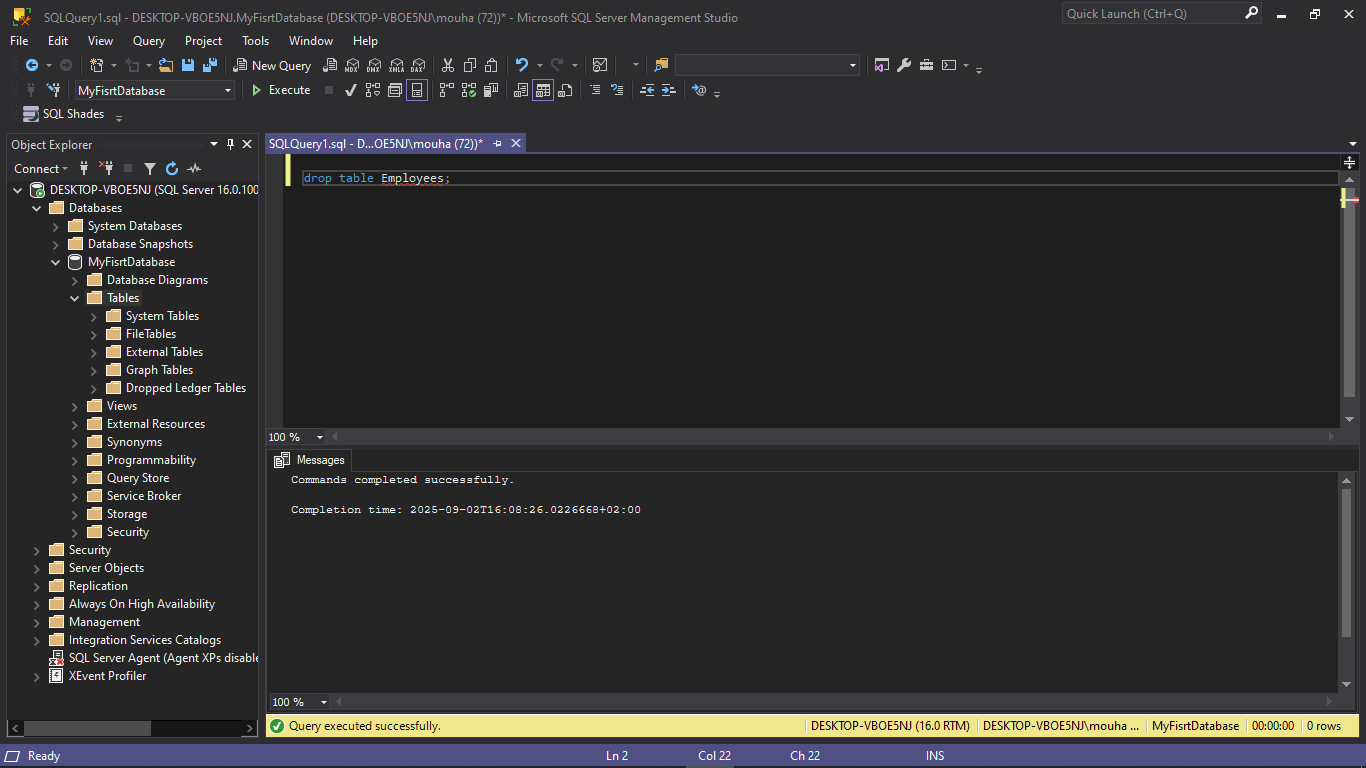 SQLQuery1.sql - DESKTOP-VBOE5NJ.MyFisrtDatabase (DESKTOP-VBOE5NJ\mouha (72))* - Microsoft SQL Server Management Studio
Quick Launch (Ctrl+Q)
File Edit View Query Project Tools Window Help
New Query MDX DMX XMLA DAX
MyFisrtDatabase Execute
SQL Shades
Object Explorer
Connect
DESKTOP-VBOE5NJ (SQL Server 16.0.100
Databases
System Databases
Database Snapshots
MyFisrtDatabase
Database Diagrams
Tables
System Tables
FileTables
External Tables
Graph Tables
Dropped Ledger Tables
Views
External Resources
Synonyms
Programmability
Query Store
Service Broker
Storage
Security
Security
Server Objects
Replication
Always On High Availability
Management
Integration Services Catalogs
SQL Server Agent (Agent XPs disable
XEvent Profiler
SQLQuery1.sql - D...OE5NJ\mouha (72))*
drop table Employees;
100 %
Messages
Commands completed successfully.
Completion time: 2025-09-02T16:08:26.0226668+02:00
100 %
Query executed successfully. DESKTOP-VBOE5NJ (16.0 RTM) DESKTOP-VBOE5NJ\mouha ... MyFisrtDatabase 00:00:00 0 rows
Ready Ln 2 Col 22 Ch 22 INS